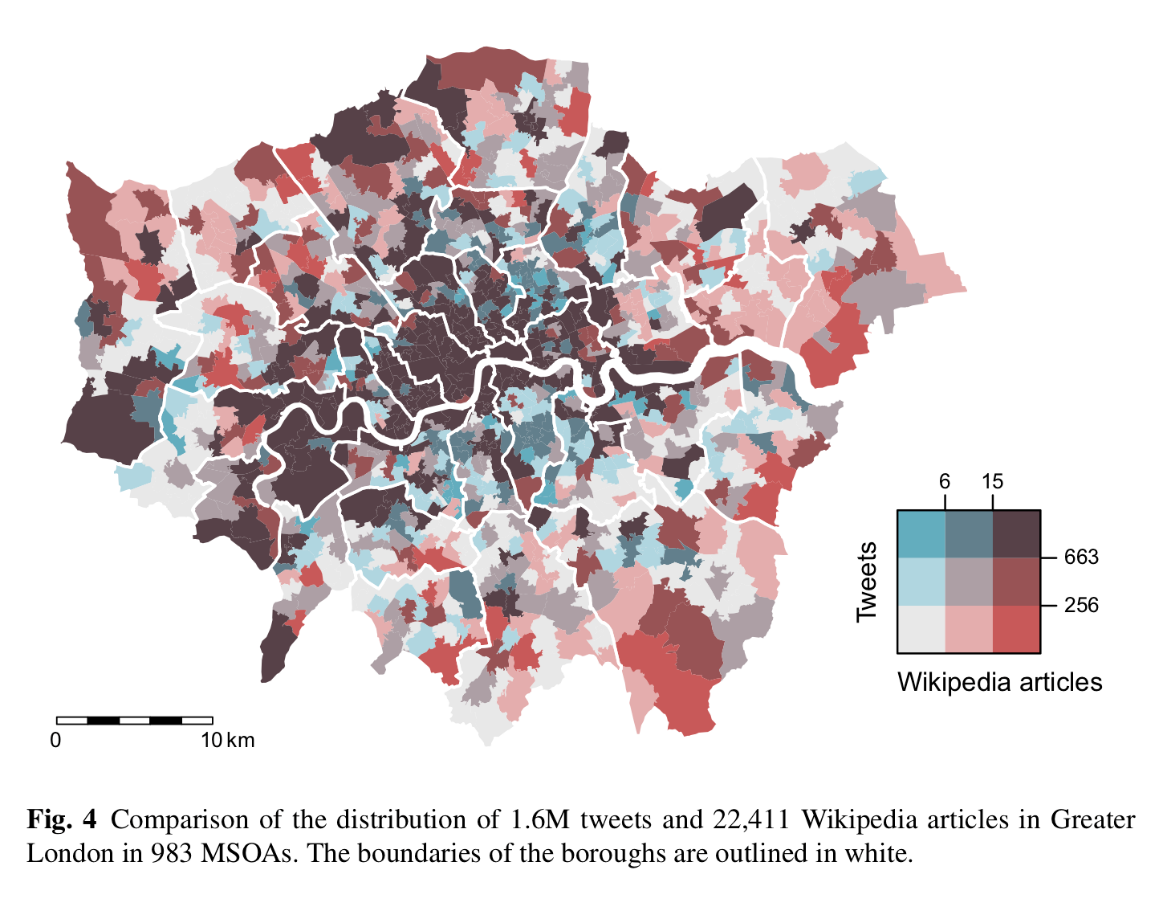 6 15
663
Tweets
256
Wikipedia articles
0 10 km
Fig. 4 Comparison of the distribution of 1.6M tweets and 22,411 Wikipedia articles in Greater
London in 983 MSOAs. The boundaries of the boroughs are outlined in white.